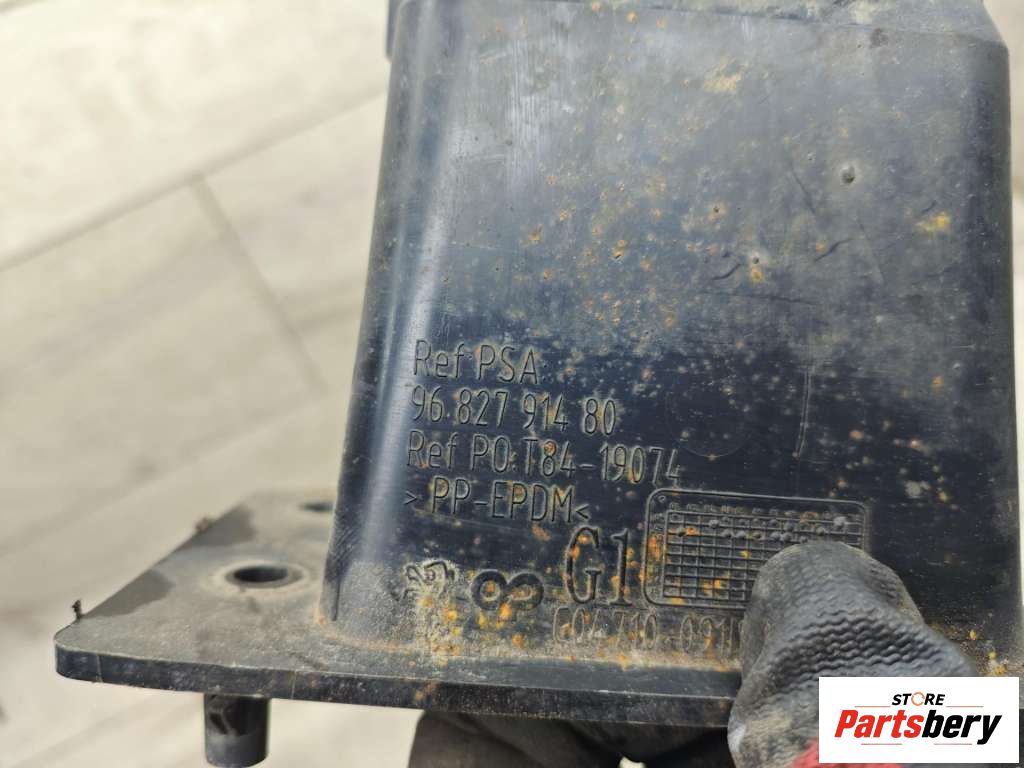 Ref PSA
96 827 914 80
Ref PO T84-19074
>PP-EPDM<
G1
STORE
Partsbery